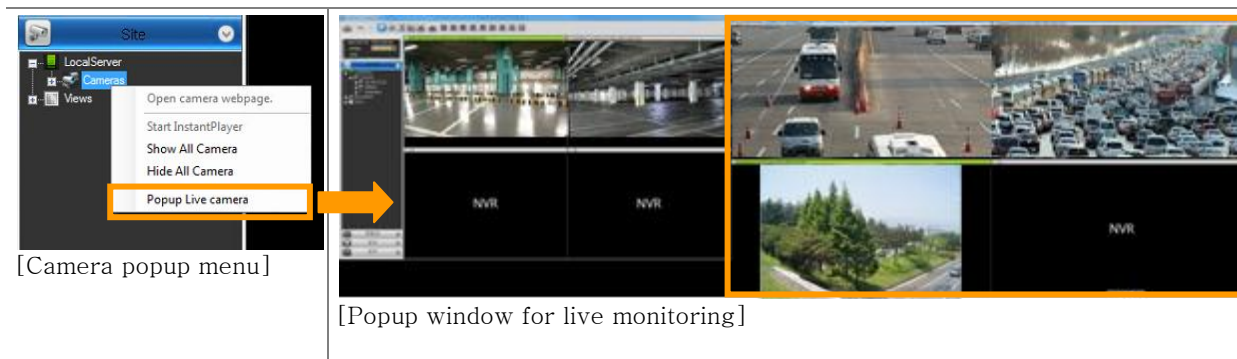 Site
LocalServer
Cameras
Views
Open camera webpage.
Start InstantPlayer
Show All Camera
Hide All Camera
Popup Live camera
[Camera popup menu]
NVR
NVR
NVR
[Popup window for live monitoring]